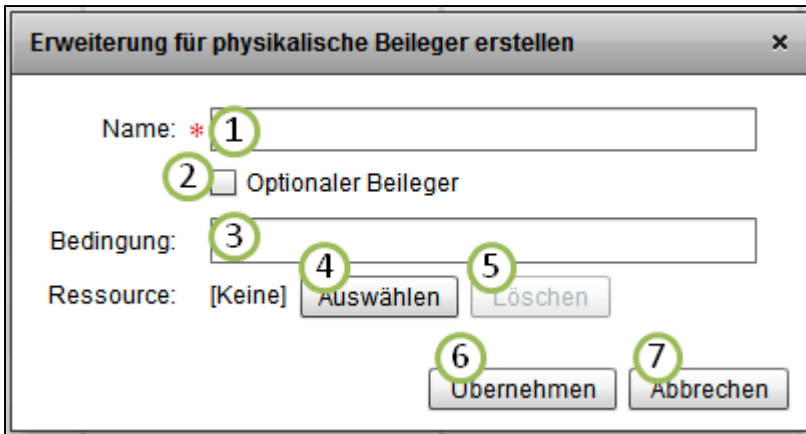 Erweiterung für physikalische Beileger erstellen ×
Name: * 1
2 Optionaler Beileger
Bedingung: 3
Ressource: [Keine] 4 Auswählen 5 Löschen
6 Übernehmen 7 Abbrechen